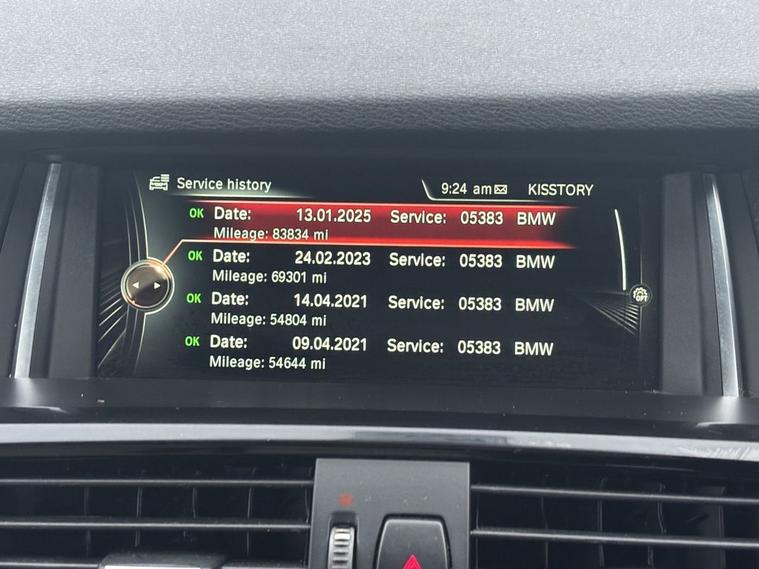 Service history 9:24 am KISSTORY
OK Date: 13.01.2025 Service: 05383 BMW
Mileage: 83834 mi
OK Date: 24.02.2023 Service: 05383 BMW
Mileage: 69301 mi
OK Date: 14.04.2021 Service: 05383 BMW
Mileage: 54804 mi
OK Date: 09.04.2021 Service: 05383 BMW
Mileage: 54644 mi